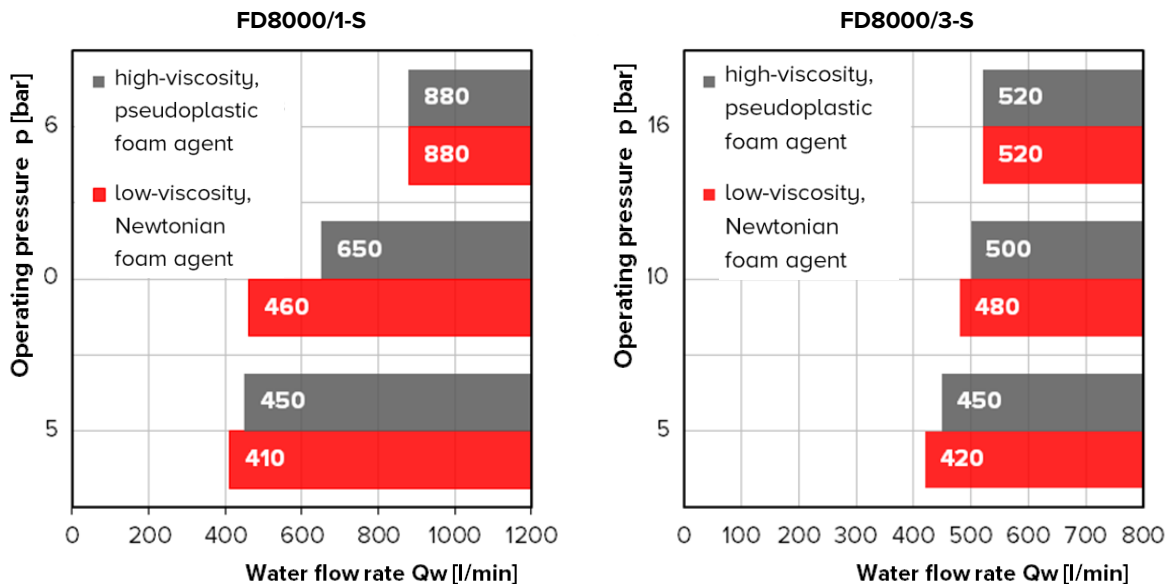 FD8000/1-S
Operating pressure p [bar]
high-viscosity,
pseudoplastic
foam agent
low-viscosity,
Newtonian
foam agent
6
0
5
880
880
650
460
450
410
0 200 400 600 800 1000 1200
Water flow rate Qw [l/min]
FD8000/3-S
Operating pressure p [bar]
high-viscosity,
pseudoplastic
foam agent
low-viscosity,
Newtonian
foam agent
16
10
5
520
520
500
480
450
420
0 100 200 300 400 500 600 700 800
Water flow rate Qw [l/min]